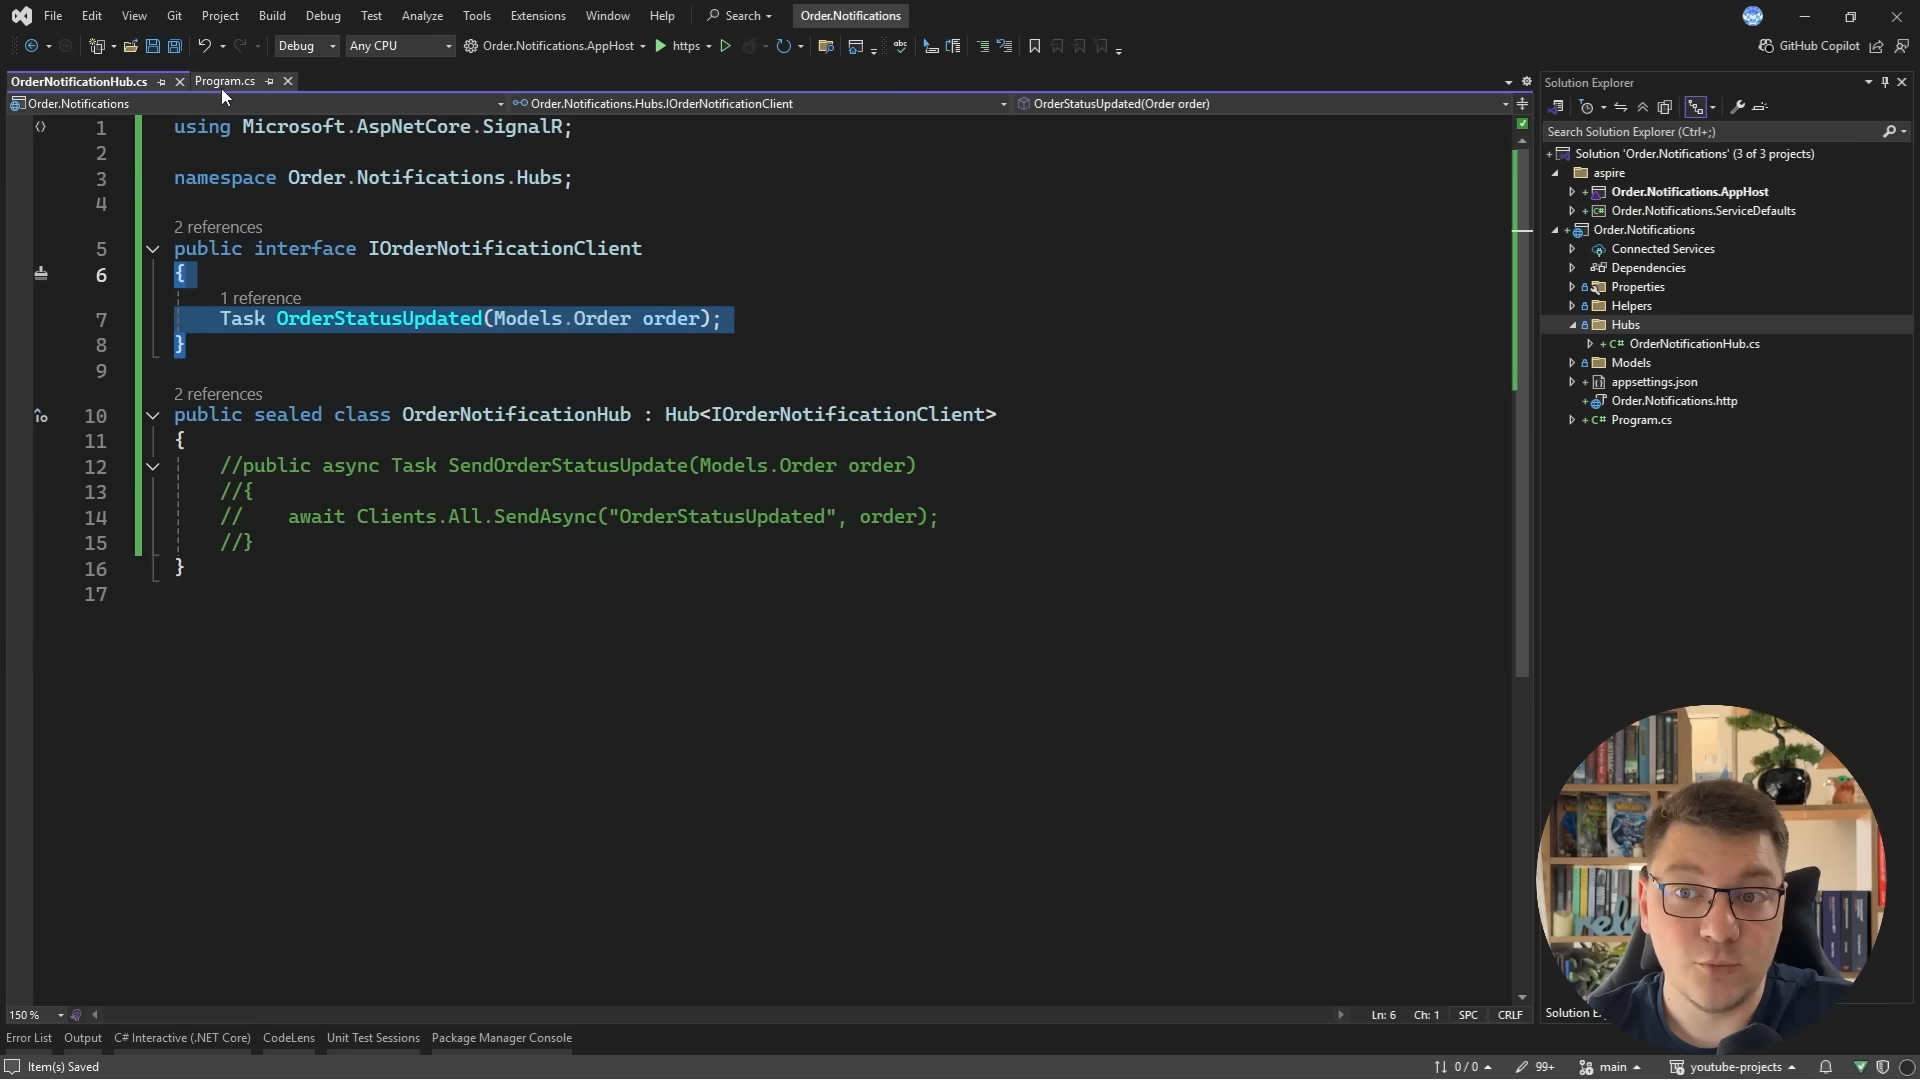 File Edit View Git Project Build Debug Test Analyze Tools Extensions Window Help Search Order.Notifications
Debug Any CPU Order.Notifications.AppHost https GitHub Copilot
OrderNotificationHub.cs Program.cs
Order.Notifications Order.Notifications.Hubs.IOrderNotificationClient OrderStatusUpdated(Order order)
1 using Microsoft.AspNetCore.SignalR;
2
3 namespace Order.Notifications.Hubs;
4
2 references
5 public interface IOrderNotificationClient
6 {
1 reference
7 Task OrderStatusUpdated(Models.Order order);
8 }
9
2 references
10 public sealed class OrderNotificationHub : Hub<IOrderNotificationClient>
11 {
12 //public async Task SendOrderStatusUpdate(Models.Order order)
13 //{
14 //    await Clients.All.SendAsync("OrderStatusUpdated", order);
15 //}
16 }
17
150 % Ln: 6 Ch: 1 SPC CRLF
Error List Output C# Interactive (.NET Core) CodeLens Unit Test Sessions Package Manager Console
Item(s) Saved 0 / 0 99+ main youtube-projects
Solution Explorer
Search Solution Explorer (Ctrl+;)
Solution 'Order.Notifications' (3 of 3 projects)
aspire
Order.Notifications.AppHost
Order.Notifications.ServiceDefaults
Order.Notifications
Connected Services
Dependencies
Properties
Helpers
Hubs
C# OrderNotificationHub.cs
Models
appsettings.json
Order.Notifications.http
C# Program.cs
Solution